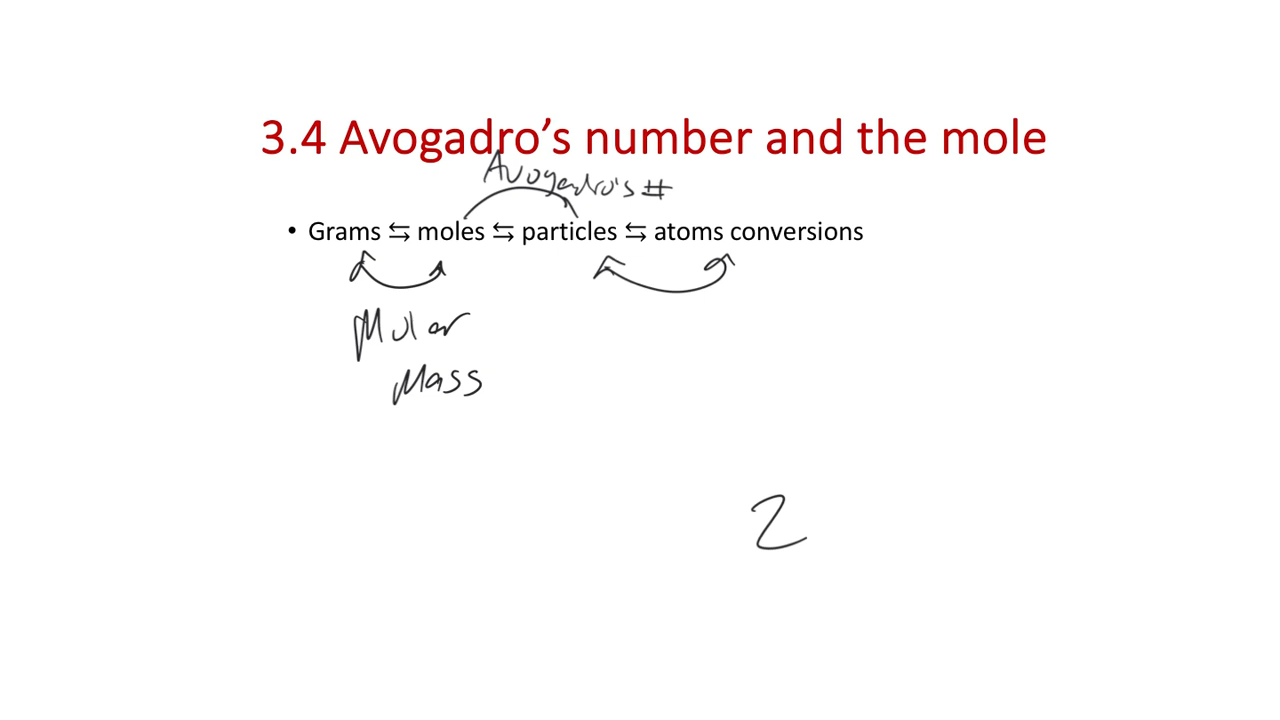 3.4 Avogadro’s number and the mole
Avogadro's #
• Grams ⇆ moles ⇆ particles ⇆ atoms conversions
Molar
Mass
2